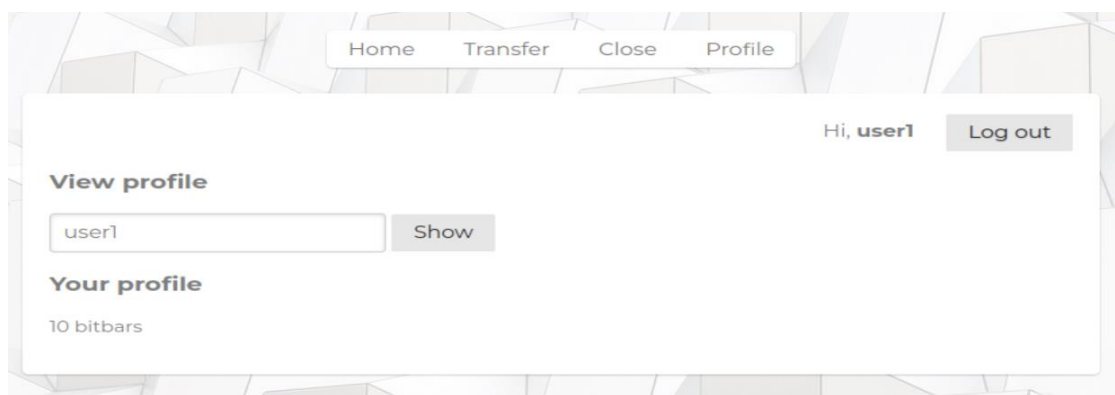 Home Transfer Close Profile
Hi, user1 Log out
View profile
user1 Show
Your profile
10 bitbars